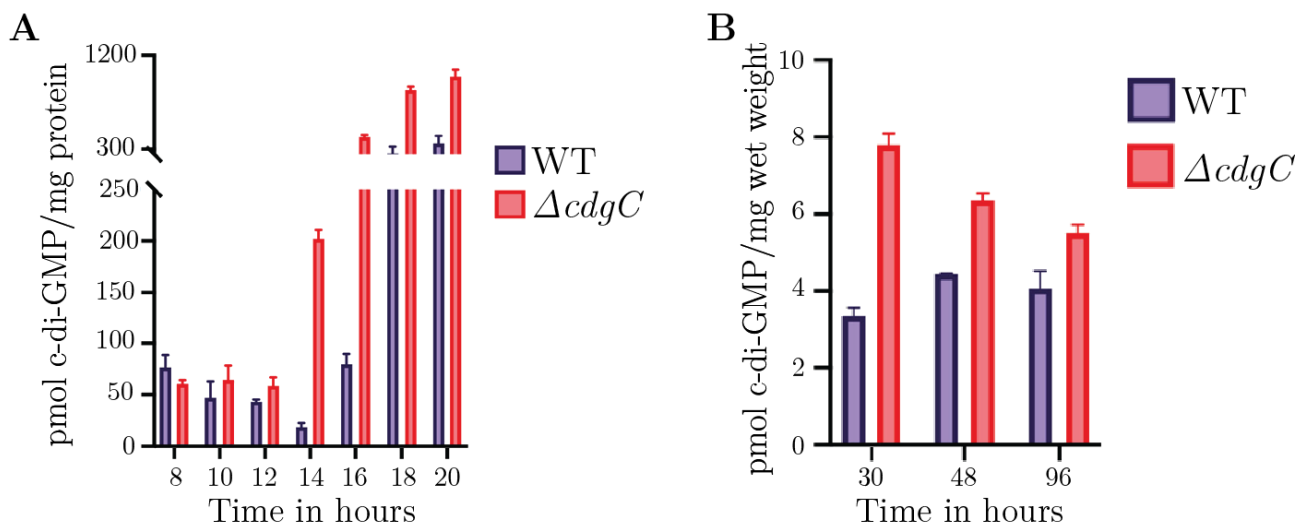 A
pmol c-di-GMP/mg protein
1200
300
250
200
150
100
50
0
8 10 12 14 16 18 20
Time in hours
WT
ΔcdgC
B
pmol c-di-GMP/mg wet weight
10
8
6
4
2
0
30 48 96
Time in hours
WT
ΔcdgC